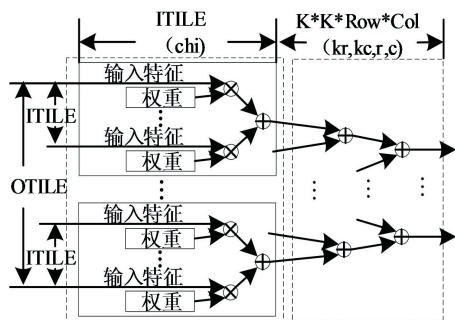 ITILE K*K*Row*Col
(chi) (kr,kc,r,c)
输入特征
权重
ITILE
输入特征
权重
OTILE
输入特征
权重
ITILE
输入特征
权重